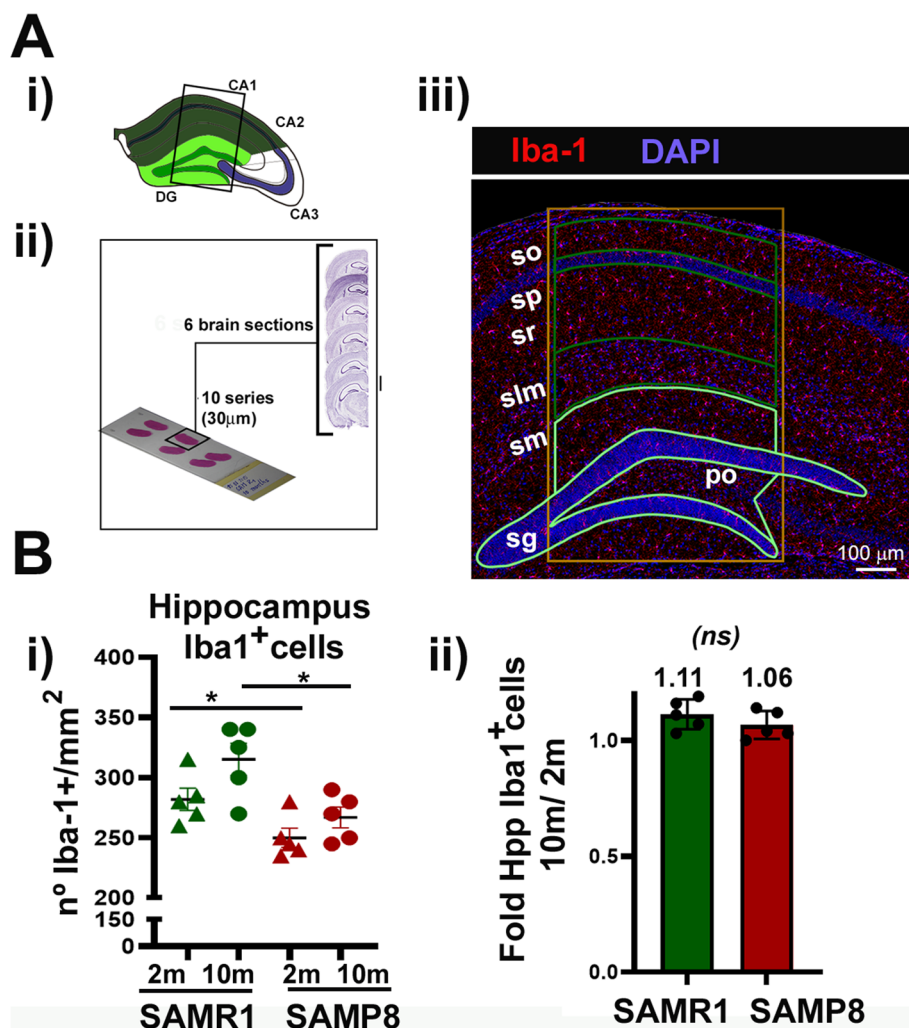 A
i)
CA1
CA2
DG
CA3
ii)
6 brain sections
10 series
(30µm)
iii)
Iba-1 DAPI
so
sp
sr
slm
sm
po
sg
100 µm
B
i)
Hippocampus
Iba1+cells
nº Iba-1+/mm2
400
350
300
250
200
150
0
*
*
2m 10m 2m 10m
SAMR1 SAMP8
ii)
(ns)
1.11 1.06
Fold Hpp Iba1+cells
10m/ 2m
1.0
0.5
0.0
SAMR1 SAMP8